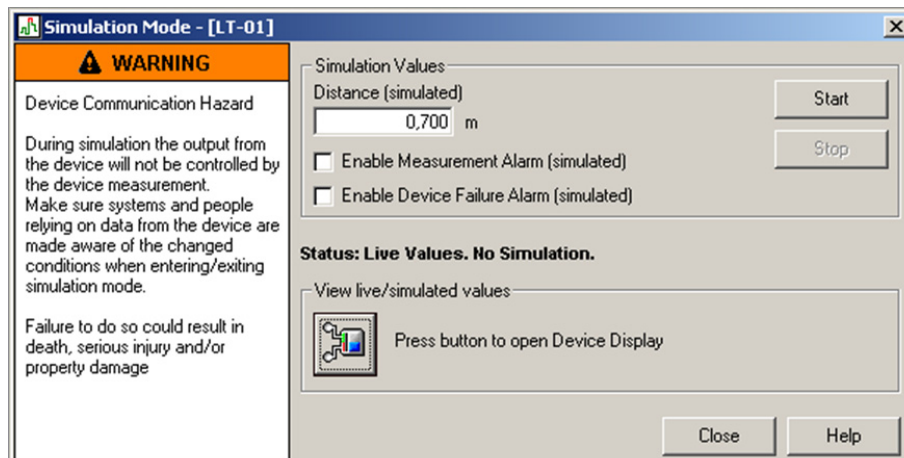 Simulation Mode - [LT-01]
WARNING
Device Communication Hazard
During simulation the output from
the device will not be controlled by
the device measurement.
Make sure systems and people
relying on data from the device are
made aware of the changed
conditions when entering/exiting
simulation mode.
Failure to do so could result in
death, serious injury and/or
property damage
Simulation Values
Distance (simulated)
0,700 m
Enable Measurement Alarm (simulated)
Enable Device Failure Alarm (simulated)
Start
Stop
Status: Live Values. No Simulation.
View live/simulated values
Press button to open Device Display
Close
Help